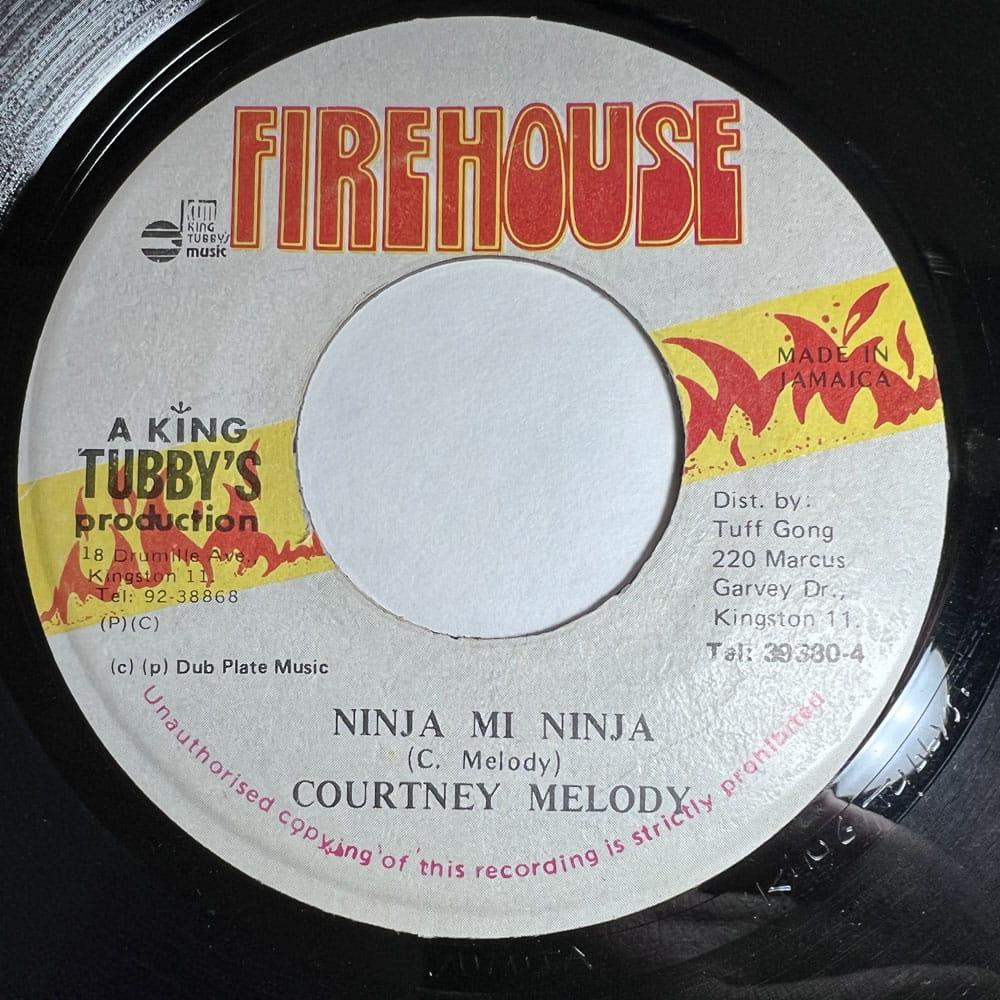 FIREHOUSE
KING
TUBBY'S
music
MADE IN
JAMAICA
A KING
TUBBY'S
production
18 Drumille Ave.
Kingston 11.
Tel: 92-38868
(P)(C)
Dist. by:
Tuff Gong
220 Marcus
Garvey Dr.,
Kingston 11.
Tel: 39380-4
(c) (p) Dub Plate Music
NINJA MI NINJA
(C. Melody)
COURTNEY MELODY
Unauthorised copying of this recording is strictly prohibited